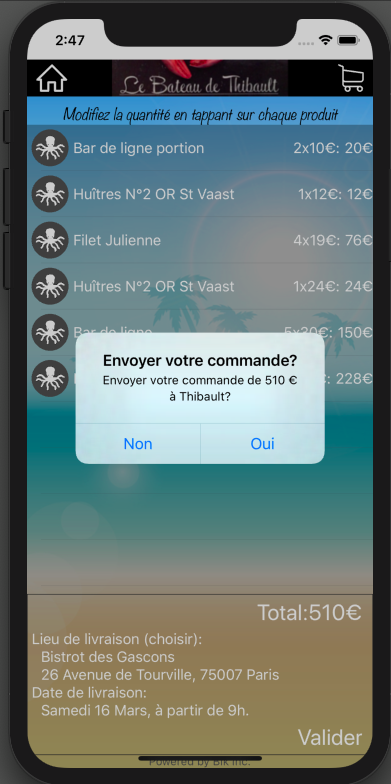 2:47
Le Bateau de Thibault
Modifiez la quantité en tappant sur chaque produit
Bar de ligne portion 2x10€: 20€
Huîtres N°2 OR St Vaast 1x12€: 12€
Filet Julienne 4x19€: 76€
Huîtres N°2 OR St Vaast 1x24€: 24€
Bar de ligne 5x30€: 150€
228€
Envoyer votre commande?
Envoyer votre commande de 510 €
à Thibault?
Non Oui
Total:510€
Lieu de livraison (choisir):
Bistrot des Gascons
26 Avenue de Tourville, 75007 Paris
Date de livraison:
Samedi 16 Mars, à partir de 9h.
Valider
Powered by Bik Inc.